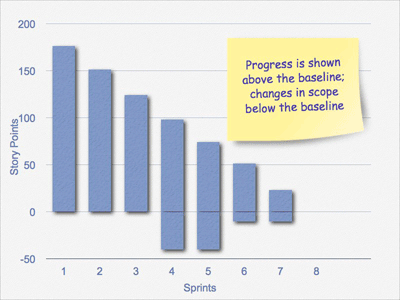 200
Progress is shown
above the baseline;
changes in scope
below the baseline
150
100
50
0
-50
Story Points
1 2 3 4 5 6 7 8
Sprints